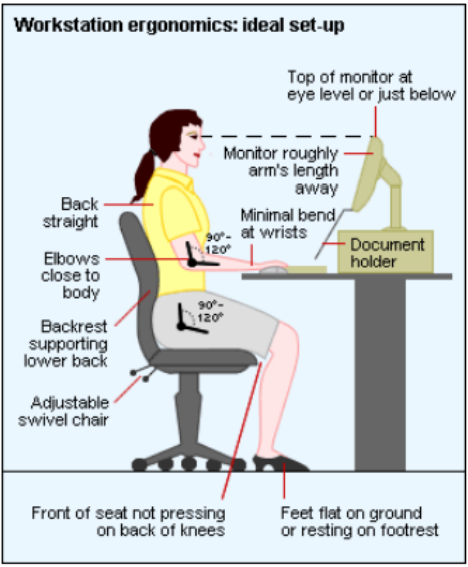 Workstation ergonomics: ideal set-up
Top of monitor at
eye level or just below
Monitor roughly
arm's length
away
Back
straight
Minimal bend
at wrists
90°-
120°
Document
holder
Elbows
close to
body
90°-
120°
Backrest
supporting
lower back
Adjustable
swivel chair
Front of seat not pressing
on back of knees
Feet flat on ground
or resting on footrest